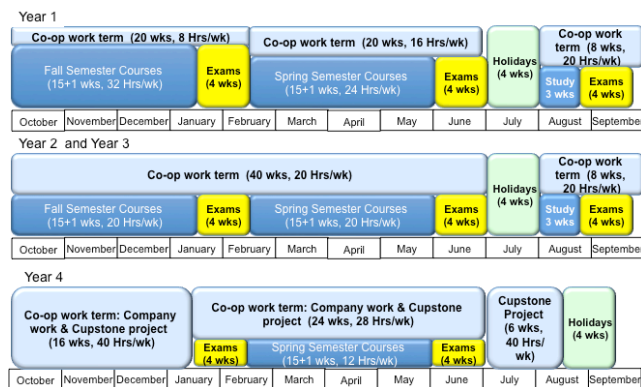 Year 1
Co-op work term (20 wks, 8 Hrs/wk)
Co-op work term (20 wks, 16 Hrs/wk)
Co-op work
term (8 wks,
20 Hrs/wk)
Fall Semester Courses
(15+1 wks, 32 Hrs/wk)
Exams
(4 wks)
Spring Semester Courses
(15+1 wks, 24 Hrs/wk)
Exams
(4 wks)
Holidays
(4 wks)
Study
3 wks
Exams
(4 wks)
October November December January February March April May June July August September
Year 2 and Year 3
Co-op work term (40 wks, 20 Hrs/wk)
Co-op work
term (8 wks,
20 Hrs/wk)
Fall Semester Courses
(15+1 wks, 20 Hrs/wk)
Exams
(4 wks)
Spring Semester Courses
(15+1 wks, 20 Hrs/wk)
Exams
(4 wks)
Holidays
(4 wks)
Study
3 wks
Exams
(4 wks)
October November December January February March April May June July August September
Year 4
Co-op work term: Company
work & Cupstone project
(16 wks, 40 Hrs/wk)
Co-op work term: Company work & Cupstone
project (24 wks, 28 Hrs/wk)
Exams
(4 wks)
Spring Semester Courses
(15+1 wks, 12 Hrs/wk)
Exams
(4 wks)
Cupstone
Project
(6 wks,
40 Hrs/
wk)
Holidays
(4 wks)
October November December January February March April May June July August September